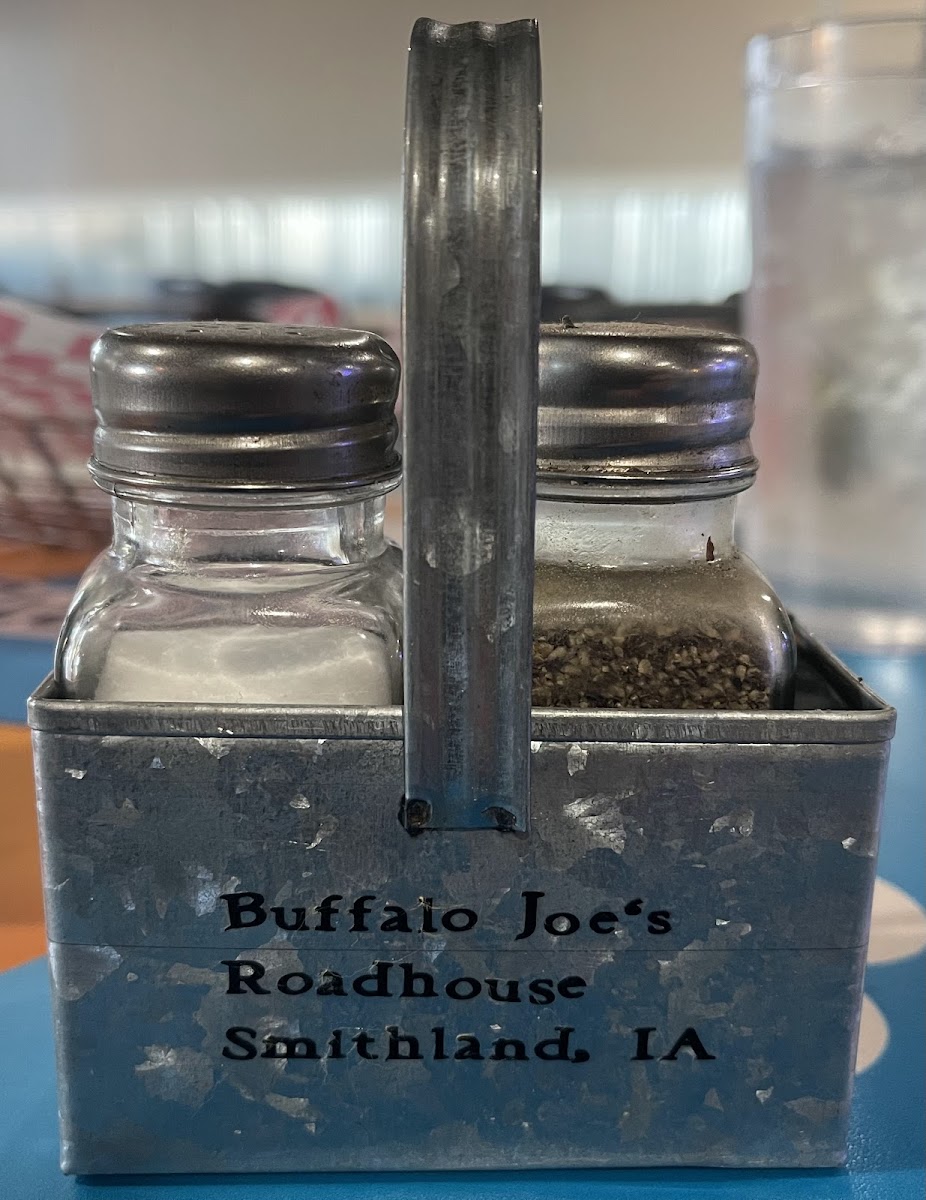 Buffalo Joe‘s
Roadhouse
Smithland, IA